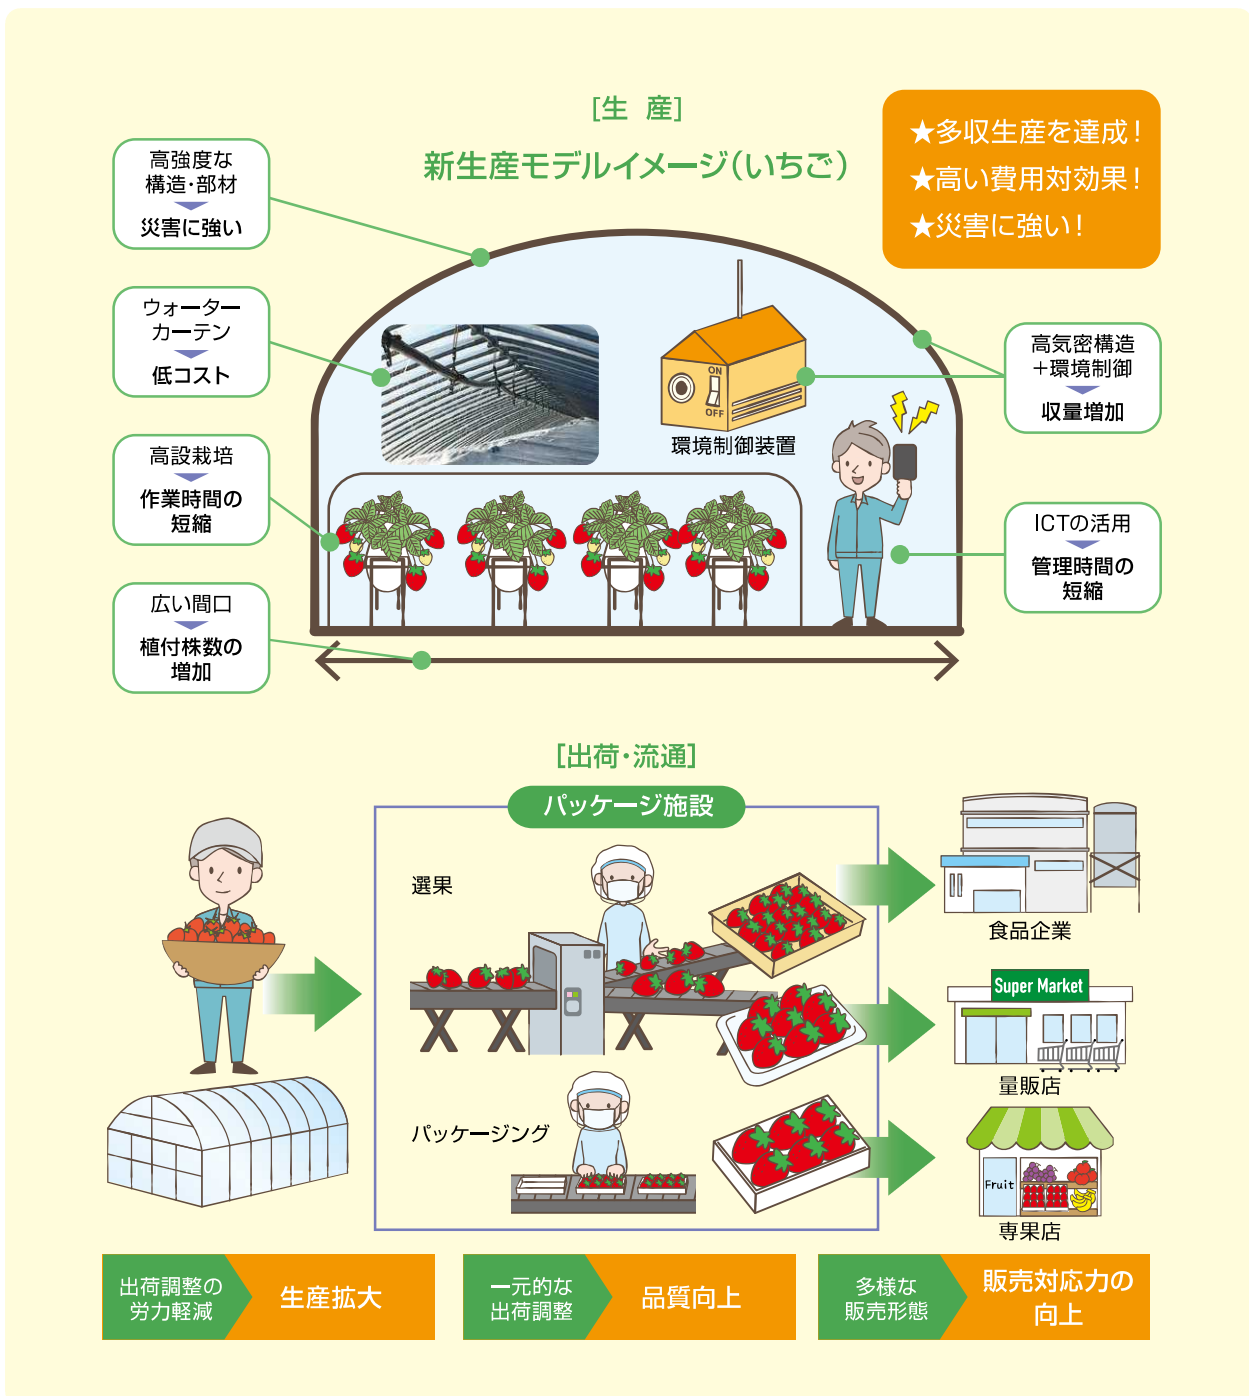 [生 産]
新生産モデルイメージ(いちご)
★多収生産を達成!
★高い費用対効果!
★災害に強い!
高強度な
構造・部材
災害に強い
ウォーター
カーテン
低コスト
高設栽培
作業時間の
短縮
広い間口
植付株数の
増加
ON
OFF
環境制御装置
高気密構造
+環境制御
収量増加
ICTの活用
管理時間の
短縮
[出荷・流通]
パッケージ施設
選果
パッケージング
食品企業
Super Market
量販店
Fruit
専果店
出荷調整の
労力軽減
生産拡大
一元的な
出荷調整
品質向上
多様な
販売形態
販売対応力の
向上